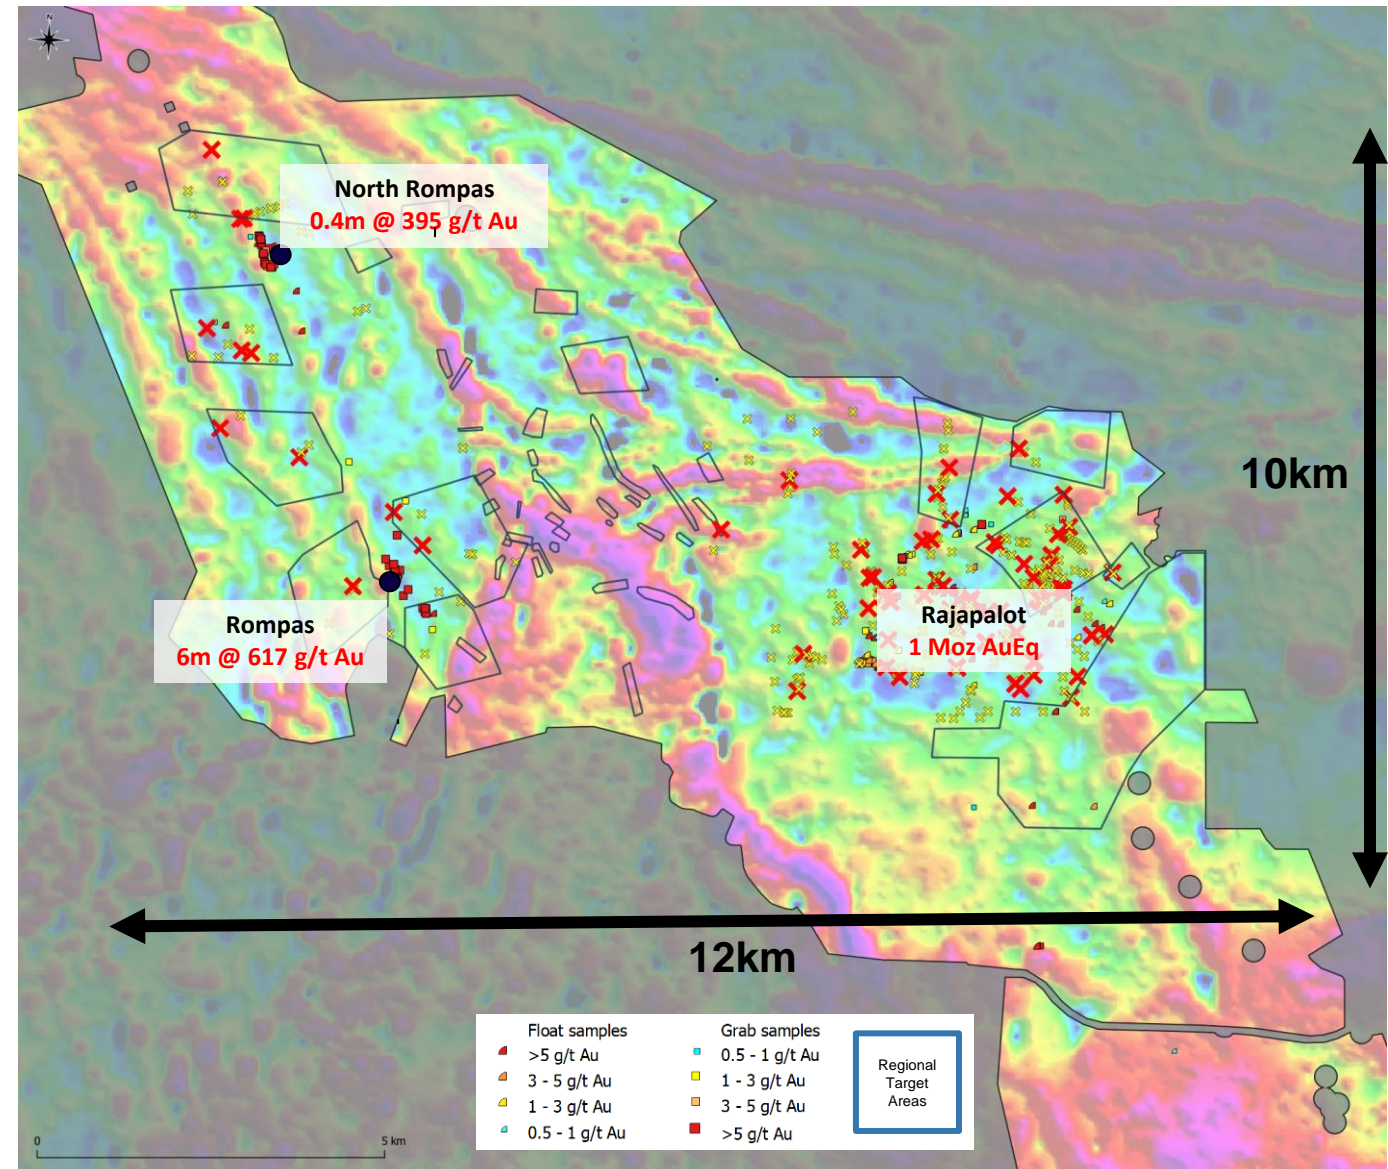 N
North Rompas
0.4m @ 395 g/t Au
10km
Rompas
6m @ 617 g/t Au
Rajapalot
1 Moz AuEq
12km
Float samples
>5 g/t Au
3 - 5 g/t Au
1 - 3 g/t Au
0.5 - 1 g/t Au
Grab samples
0.5 - 1 g/t Au
1 - 3 g/t Au
3 - 5 g/t Au
>5 g/t Au
Regional
Target
Areas
0
5 km